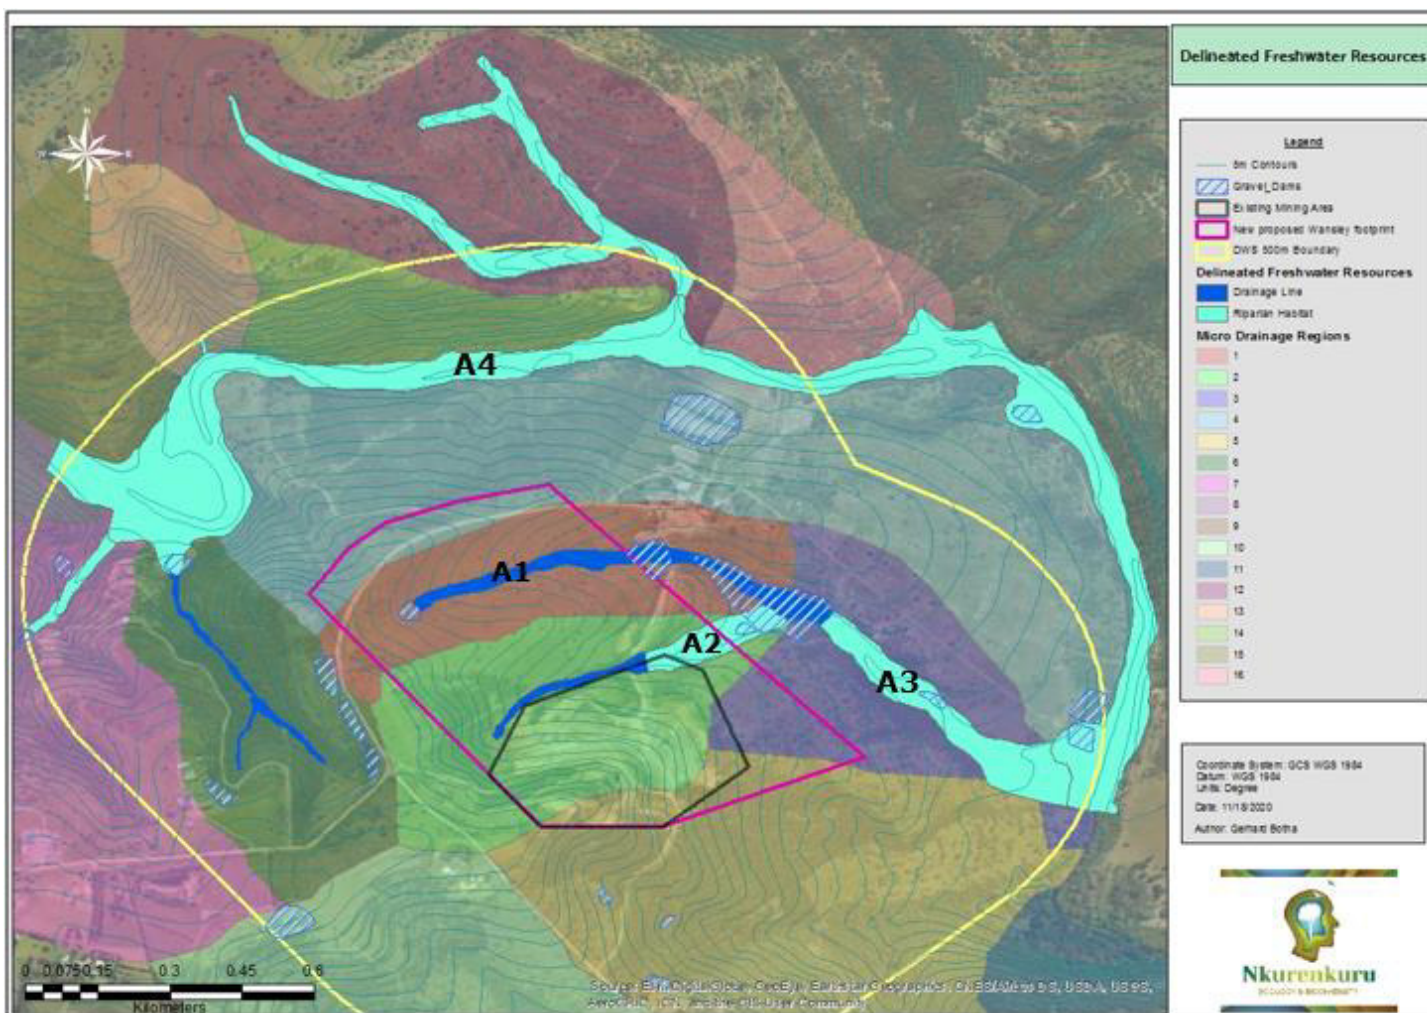 Delineated Freshwater Resources
Legend
5m Contours
Gravel_Dams
Existing Mining Area
New proposed Wansley footprint
DWS 500m Boundary
Delineated Freshwater Resources
Drainage Line
Riparian Habitat
Micro Drainage Regions
1
2
3
4
5
6
7
8
9
10
11
12
13
14
15
16
A4
A1
A2
A3
0 0.0750.15 0.3 0.45 0.6
Kilometers
Coordinate System: GCS WGS 1984
Datum: WGS 1984
Units: Degree
Date: 11/18/2020
Author: Gerhard Botha
Nkurenkuru
ECOLOGY & BIODIVERSITY